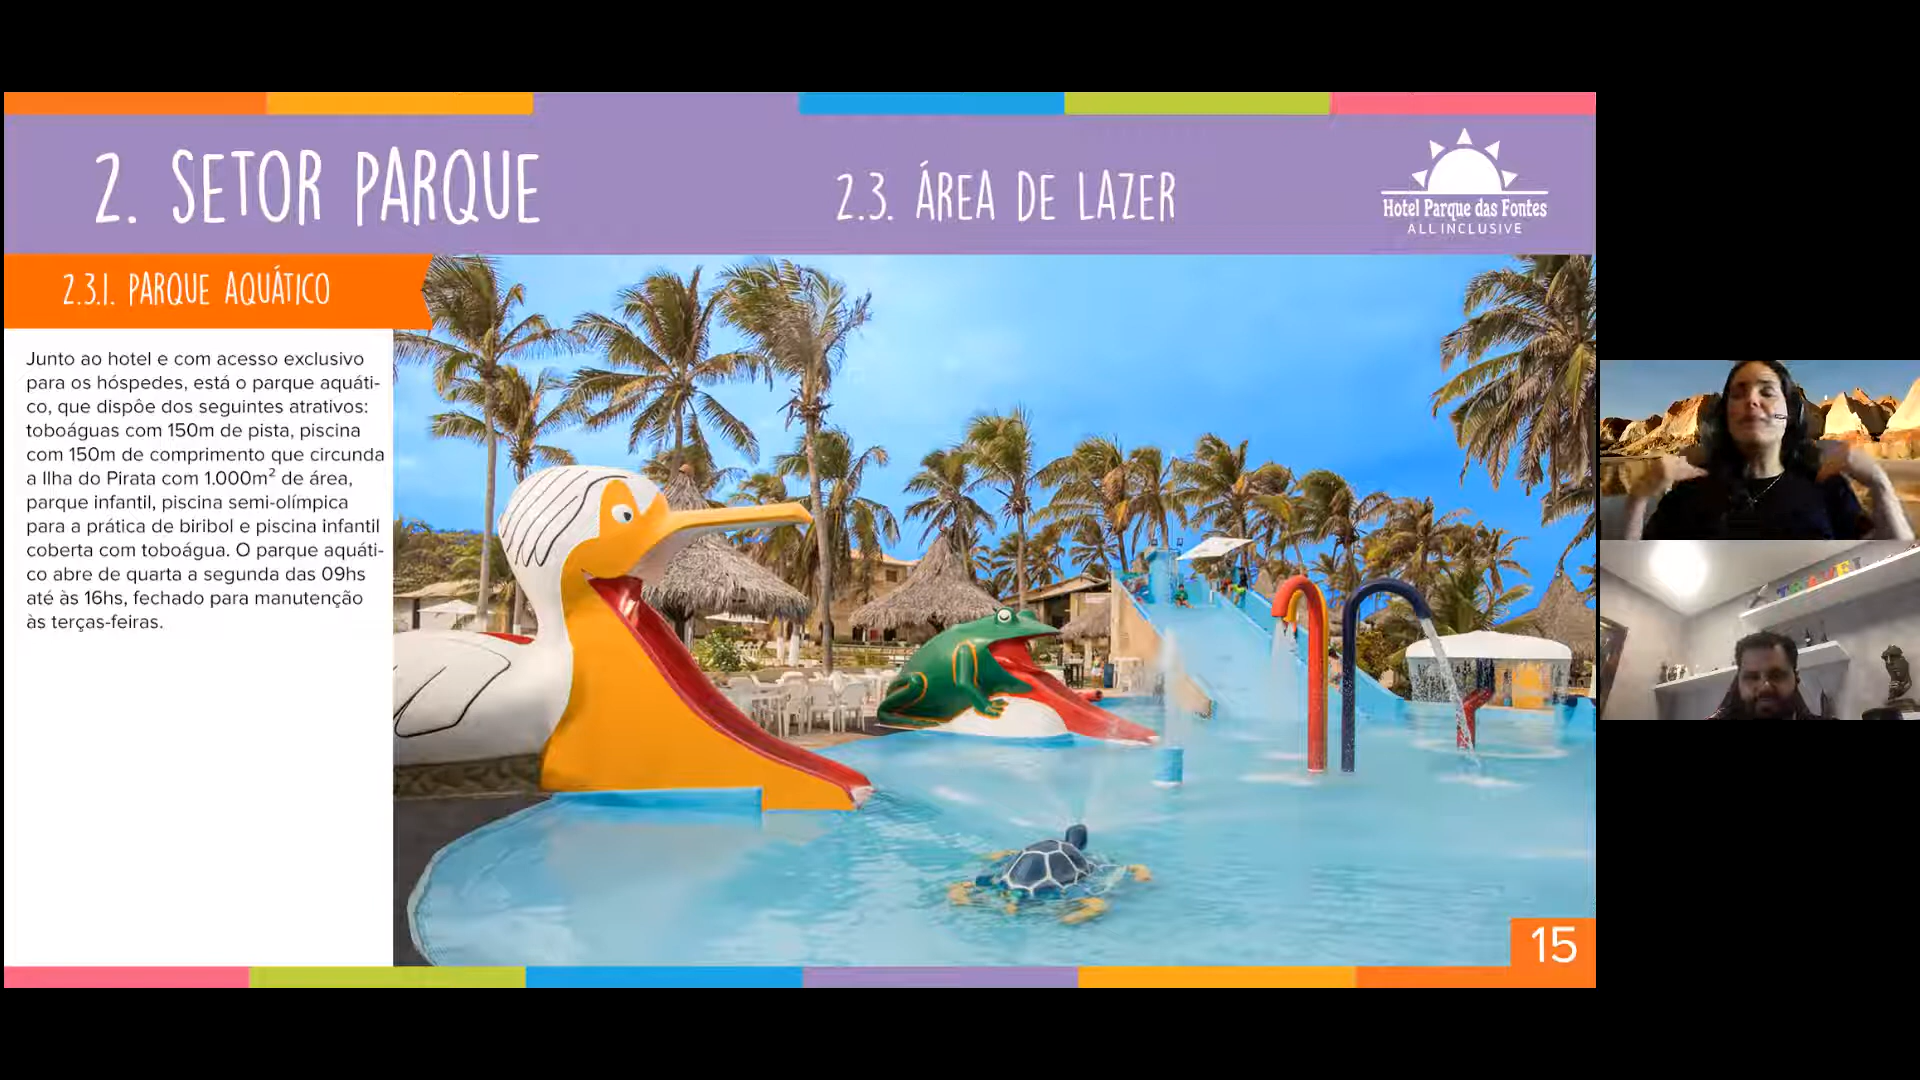 2. SETOR PARQUE
2.3. ÁREA DE LAZER
Hotel Parque das Fontes
ALL INCLUSIVE
2.3.1. PARQUE AQUÁTICO
Junto ao hotel e com acesso exclusivo
para os hóspedes, está o parque aquáti-
co, que dispôe dos seguintes atrativos:
toboáguas com 150m de pista, piscina
com 150m de comprimento que circunda
a Ilha do Pirata com 1.000m² de área,
parque infantil, piscina semi-olímpica
para a prática de biribol e piscina infantil
coberta com toboágua. O parque aquáti-
co abre de quarta a segunda das 09hs
até às 16hs, fechado para manutenção
às terças-feiras.
TRAVEL
15